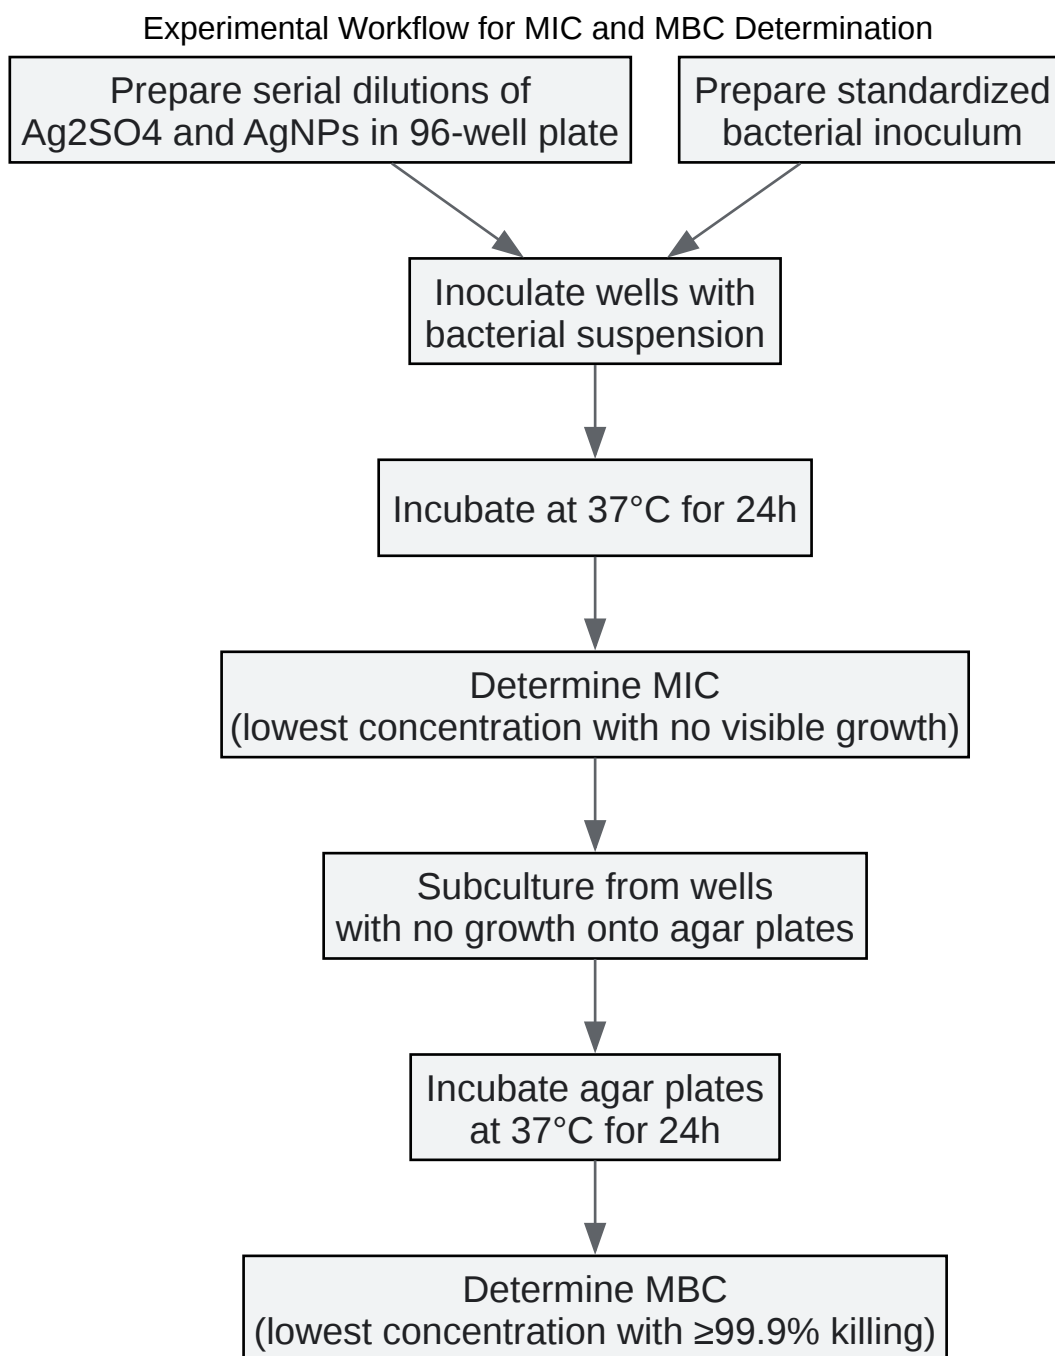 Experimental Workflow for MIC and MBC Determination
Prepare serial dilutions of
Ag2SO4 and AgNPs in 96-well plate
Prepare standardized
bacterial inoculum
Inoculate wells with
bacterial suspension
Incubate at 37°C for 24h
Determine MIC
(lowest concentration with no visible growth)
Subculture from wells
with no growth onto agar plates
Incubate agar plates
at 37°C for 24h
Determine MBC
(lowest concentration with ≥99.9% killing)